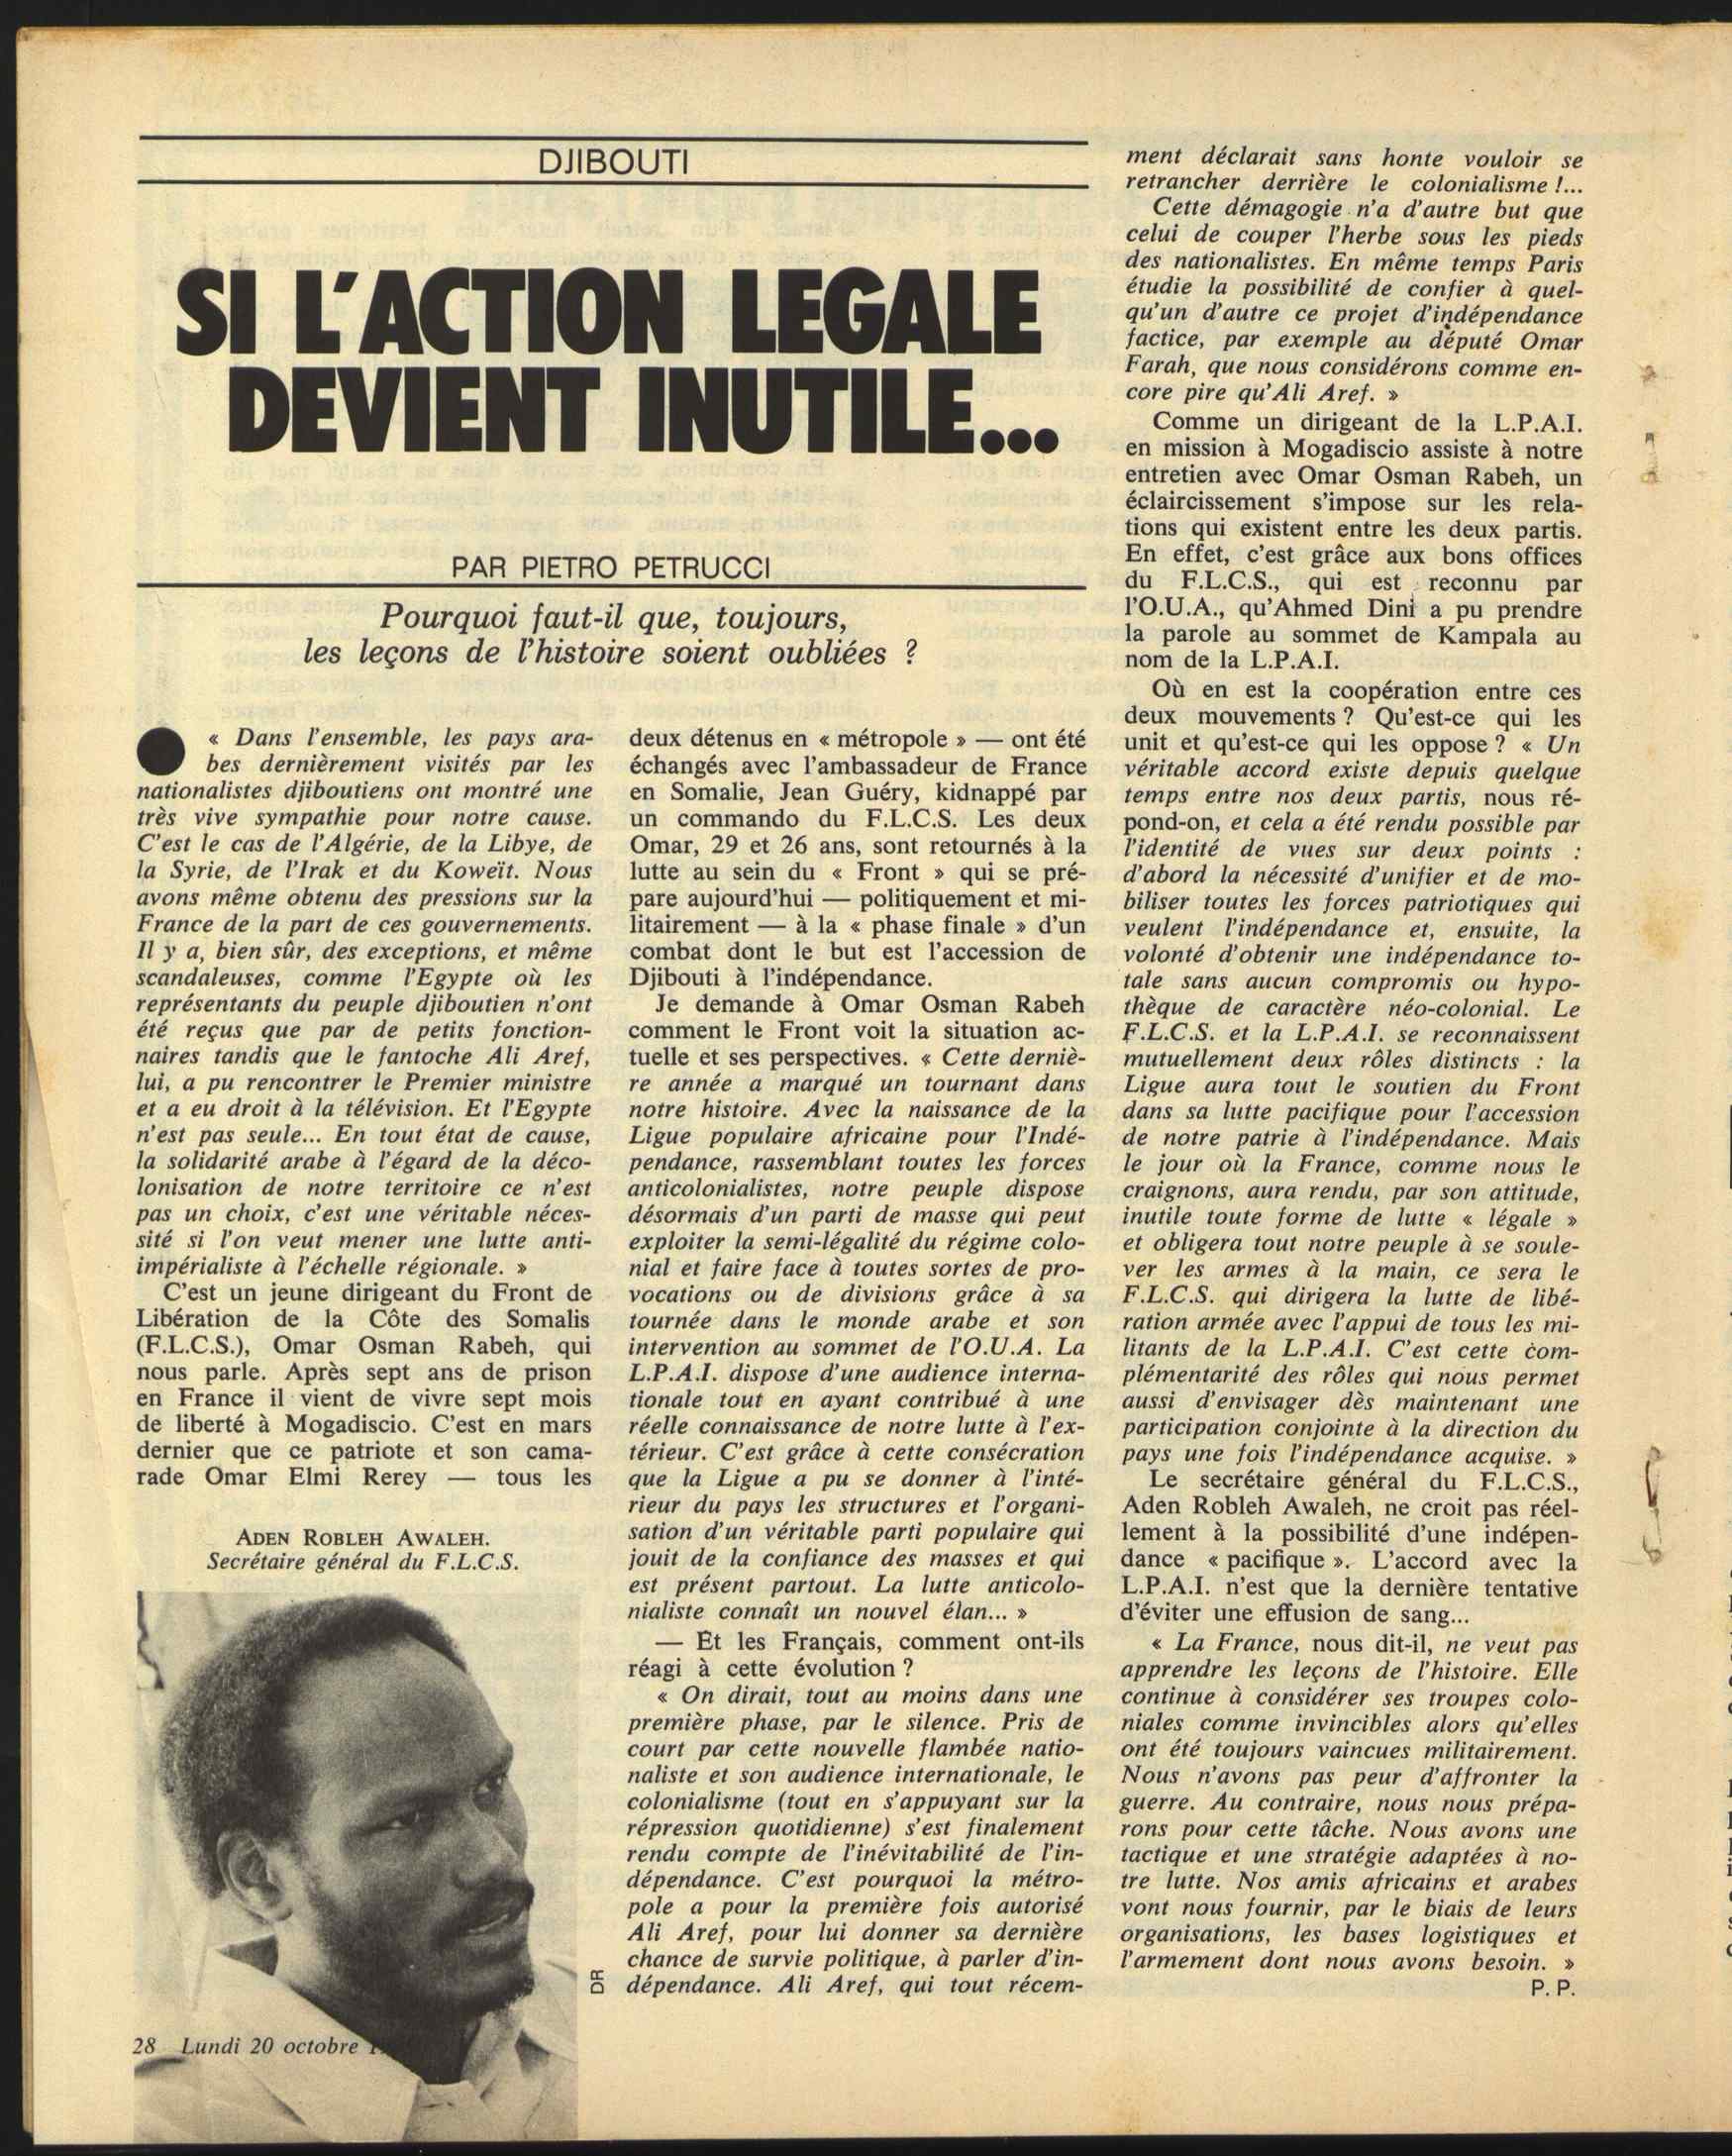 DJIBOUTI
SI L'ACTION LEGALE
DEVIENT INUTILE...
PAR PIETRO PETRUCCI
Pourquoi faut-il que, toujours,
les leçons de l'histoire soient oubliées ?
« Dans l'ensemble, les pays ara-
bes dernièrement visités par les
nationalistes djiboutiens ont montré une
très vive sympathie pour notre cause.
C'est le cas de l'Algérie, de la Libye, de
la Syrie, de l'Irak et du Koweït. Nous
avons même obtenu des pressions sur la
France de la part de ces gouvernements.
Il y a, bien sûr, des exceptions, et même
scandaleuses, comme l'Egypte où les
représentants du peuple djiboutien n'ont
été reçus que par de petits fonction-
naires tandis que le fantoche Ali Aref,
lui, a pu rencontrer le Premier ministre
et a eu droit à la télévision. Et l'Egypte
n'est pas seule... En tout état de cause,
la solidarité arabe à l'égard de la déco-
lonisation de notre territoire ce n'est
pas un choix, c'est une véritable néces-
sité si l'on veut mener une lutte anti-
impérialiste à l'échelle régionale. »
C'est un jeune dirigeant du Front de
Libération de la Côte des Somalis
(F.L.C.S.), Omar Osman Rabeh, qui
nous parle. Après sept ans de prison
en France il vient de vivre sept mois
de liberté à Mogadiscio. C'est en mars
dernier que ce patriote et son cama-
rade Omar Elmi Rerey — tous les
ADEN ROBLEH AWALEH.
Secrétaire général du F.L.C.S.
DR
28 Lundi 20 octobre
deux détenus en « métropole » — ont été
échangés avec l'ambassadeur de France
en Somalie, Jean Guéry, kidnappé par
un commando du F.L.C.S. Les deux
Omar, 29 et 26 ans, sont retournés à la
lutte au sein du « Front » qui se pré-
pare aujourd'hui — politiquement et mi-
litairement — à la « phase finale » d'un
combat dont le but est l'accession de
Djibouti à l'indépendance.
Je demande à Omar Osman Rabeh
comment le Front voit la situation ac-
tuelle et ses perspectives. « Cette derniè-
re année a marqué un tournant dans
notre histoire. Avec la naissance de la
Ligue populaire africaine pour l'Indé-
pendance, rassemblant toutes les forces
anticolonialistes, notre peuple dispose
désormais d'un parti de masse qui peut
exploiter la semi-légalité du régime colo-
nial et faire face à toutes sortes de pro-
vocations ou de divisions grâce à sa
tournée dans le monde arabe et son
intervention au sommet de l'O.U.A. La
L.P.A.I. dispose d'une audience interna-
tionale tout en ayant contribué à une
réelle connaissance de notre lutte à l'ex-
térieur. C'est grâce à cette consécration
que la Ligue a pu se donner à l'inté-
rieur du pays les structures et l'organi-
sation d'un véritable parti populaire qui
jouit de la confiance des masses et qui
est présent partout. La lutte anticolo-
nialiste connaît un nouvel élan... »
— Et les Français, comment ont-ils
réagi à cette évolution ?
« On dirait, tout au moins dans une
première phase, par le silence. Pris de
court par cette nouvelle flambée natio-
naliste et son audience internationale, le
colonialisme (tout en s'appuyant sur la
répression quotidienne) s'est finalement
rendu compte de l'inévitabilité de l'in-
dépendance. C'est pourquoi la métro-
pole a pour la première fois autorisé
Ali Aref, pour lui donner sa dernière
chance de survie politique, à parler d'in-
dépendance. Ali Aref, qui tout récem-
ment déclarait sans honte vouloir se
retrancher derrière le colonialisme !...
Cette démagogie n'a d'autre but que
celui de couper l'herbe sous les pieds
des nationalistes. En même temps Paris
étudie la possibilité de confier à quel-
qu'un d'autre ce projet d'indépendance
factice, par exemple au député Omar
Farah, que nous considérons comme en-
core pire qu'Ali Aref. »
Comme un dirigeant de la L.P.A.I.
en mission à Mogadiscio assiste à notre
entretien avec Omar Osman Rabeh, un
éclaircissement s'impose sur les rela-
tions qui existent entre les deux partis.
En effet, c'est grâce aux bons offices
du F.L.C.S., qui est reconnu par
l'O.U.A., qu'Ahmed Dini a pu prendre
la parole au sommet de Kampala au
nom de la L.P.A.I.
Où en est la coopération entre ces
deux mouvements ? Qu'est-ce qui les
unit et qu'est-ce qui les oppose ? « Un
véritable accord existe depuis quelque
temps entre nos deux partis, nous ré-
pond-on, et cela a été rendu possible par
l'identité de vues sur deux points :
d'abord la nécessité d'unifier et de mo-
biliser toutes les forces patriotiques qui
veulent l'indépendance et, ensuite, la
volonté d'obtenir une indépendance to-
tale sans aucun compromis ou hypo-
thèque de caractère néo-colonial. Le
F.L.C.S. et la L.P.A.I. se reconnaissent
mutuellement deux rôles distincts : la
Ligue aura tout le soutien du Front
dans sa lutte pacifique pour l'accession
de notre patrie à l'indépendance. Mais
le jour où la France, comme nous le
craignons, aura rendu, par son attitude,
inutile toute forme de lutte « légale »
et obligera tout notre peuple à se soule-
ver les armes à la main, ce sera le
F.L.C.S. qui dirigera la lutte de libé-
ration armée avec l'appui de tous les mi-
litants de la L.P.A.I. C'est cette com-
plémentarité des rôles qui nous permet
aussi d'envisager dès maintenant une
participation conjointe à la direction du
pays une fois l'indépendance acquise. »
Le secrétaire général du F.L.C.S.,
Aden Robleh Awaleh, ne croit pas réel-
lement à la possibilité d'une indépen-
dance « pacifique ». L'accord avec la
L.P.A.I. n'est que la dernière tentative
d'éviter une effusion de sang...
« La France, nous dit-il, ne veut pas
apprendre les leçons de l'histoire. Elle
continue à considérer ses troupes colo-
niales comme invincibles alors qu'elles
ont été toujours vaincues militairement.
Nous n'avons pas peur d'affronter la
guerre. Au contraire, nous nous prépa-
rons pour cette tâche. Nous avons une
tactique et une stratégie adaptées à no-
tre lutte. Nos amis africains et arabes
vont nous fournir, par le biais de leurs
organisations, les bases logistiques et
l'armement dont nous avons besoin. »
P. P.